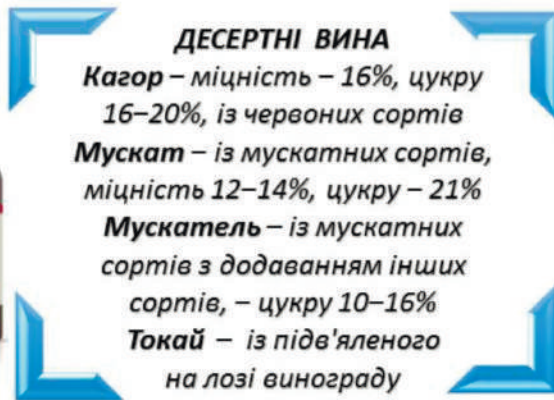 ДЕСЕРТНІ ВИНА
Кагор – міцність – 16%, цукру
16–20%, із червоних сортів
Мускат – із мускатних сортів,
міцність 12–14%, цукру – 21%
Мускатель – із мускатних
сортів з додаванням інших
сортів, – цукру 10–16%
Токай – із підв'яленого
на лозі винограду